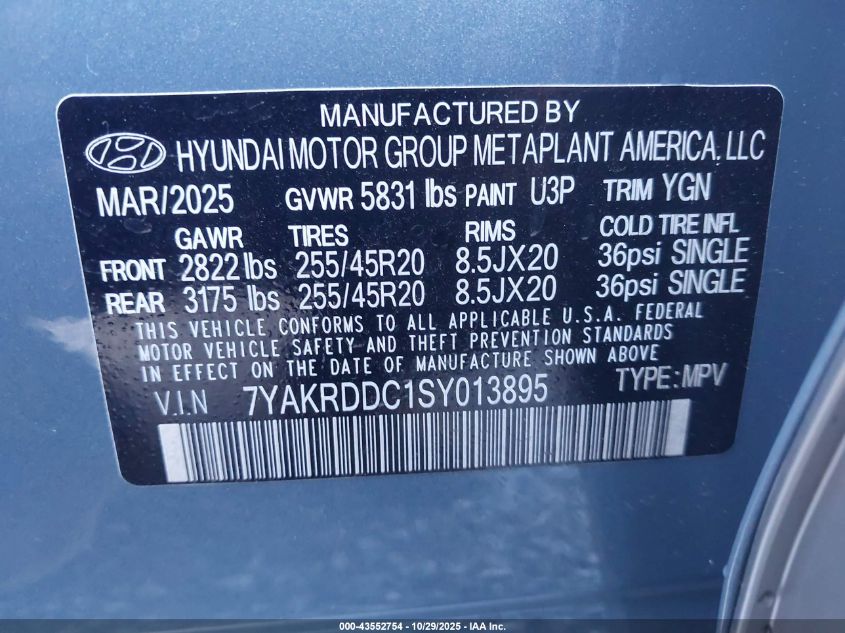 MANUFACTURED BY
HYUNDAI MOTOR GROUP METAPLANT AMERICA, LLC
MAR/2025 GVWR 5831 lbs PAINT U3P TRIM YGN
GAWR TIRES RIMS COLD TIRE INFL
FRONT 2822 lbs 255/45R20 8.5JX20 36psi SINGLE
REAR 3175 lbs 255/45R20 8.5JX20 36psi SINGLE
THIS VEHICLE CONFORMS TO ALL APPLICABLE U.S.A. FEDERAL
MOTOR VEHICLE SAFETY AND THEFT PREVENTION STANDARDS
IN EFFECT ON THE DATE OF MANUFACTURE SHOWN ABOVE
V.I.N 7YAKRDDC1SY013895 TYPE:MPV
000-43552754 | 10/29/2025 - IAA Inc.